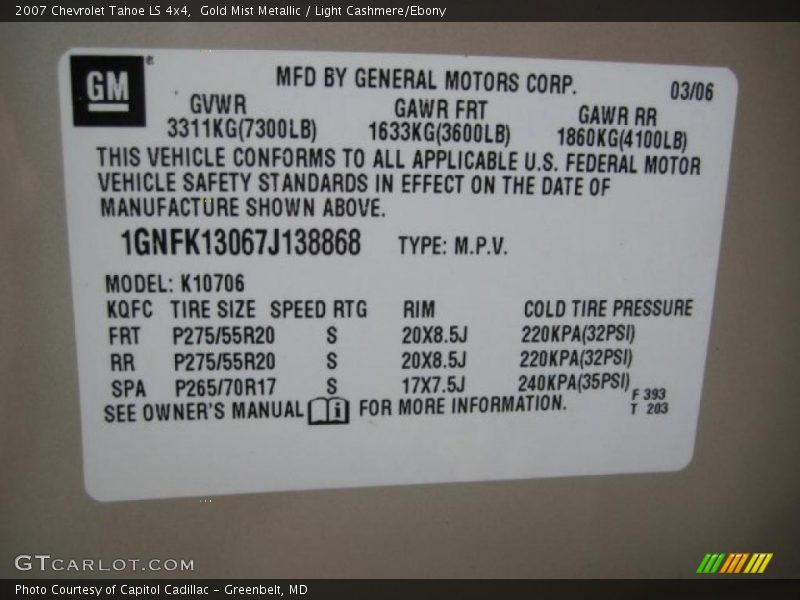 2007 Chevrolet Tahoe LS 4x4,  Gold Mist Metallic / Light Cashmere/Ebony
GM®
MFD BY GENERAL MOTORS CORP.
03/06
GVWR GAWR FRT GAWR RR
3311KG(7300LB) 1633KG(3600LB) 1860KG(4100LB)
THIS VEHICLE CONFORMS TO ALL APPLICABLE U.S. FEDERAL MOTOR
VEHICLE SAFETY STANDARDS IN EFFECT ON THE DATE OF
MANUFACTURE SHOWN ABOVE.
1GNFK13067J138868 TYPE: M.P.V.
MODEL: K10706
KQFC TIRE SIZE SPEED RTG RIM COLD TIRE PRESSURE
FRT P275/55R20 S 20X8.5J 220KPA(32PSI)
RR P275/55R20 S 20X8.5J 220KPA(32PSI)
SPA P265/70R17 S 17X7.5J 240KPA(35PSI)
SEE OWNER'S MANUAL i FOR MORE INFORMATION.
F 393
T 203
GTCARLOT.COM
Photo Courtesy of Capitol Cadillac - Greenbelt, MD